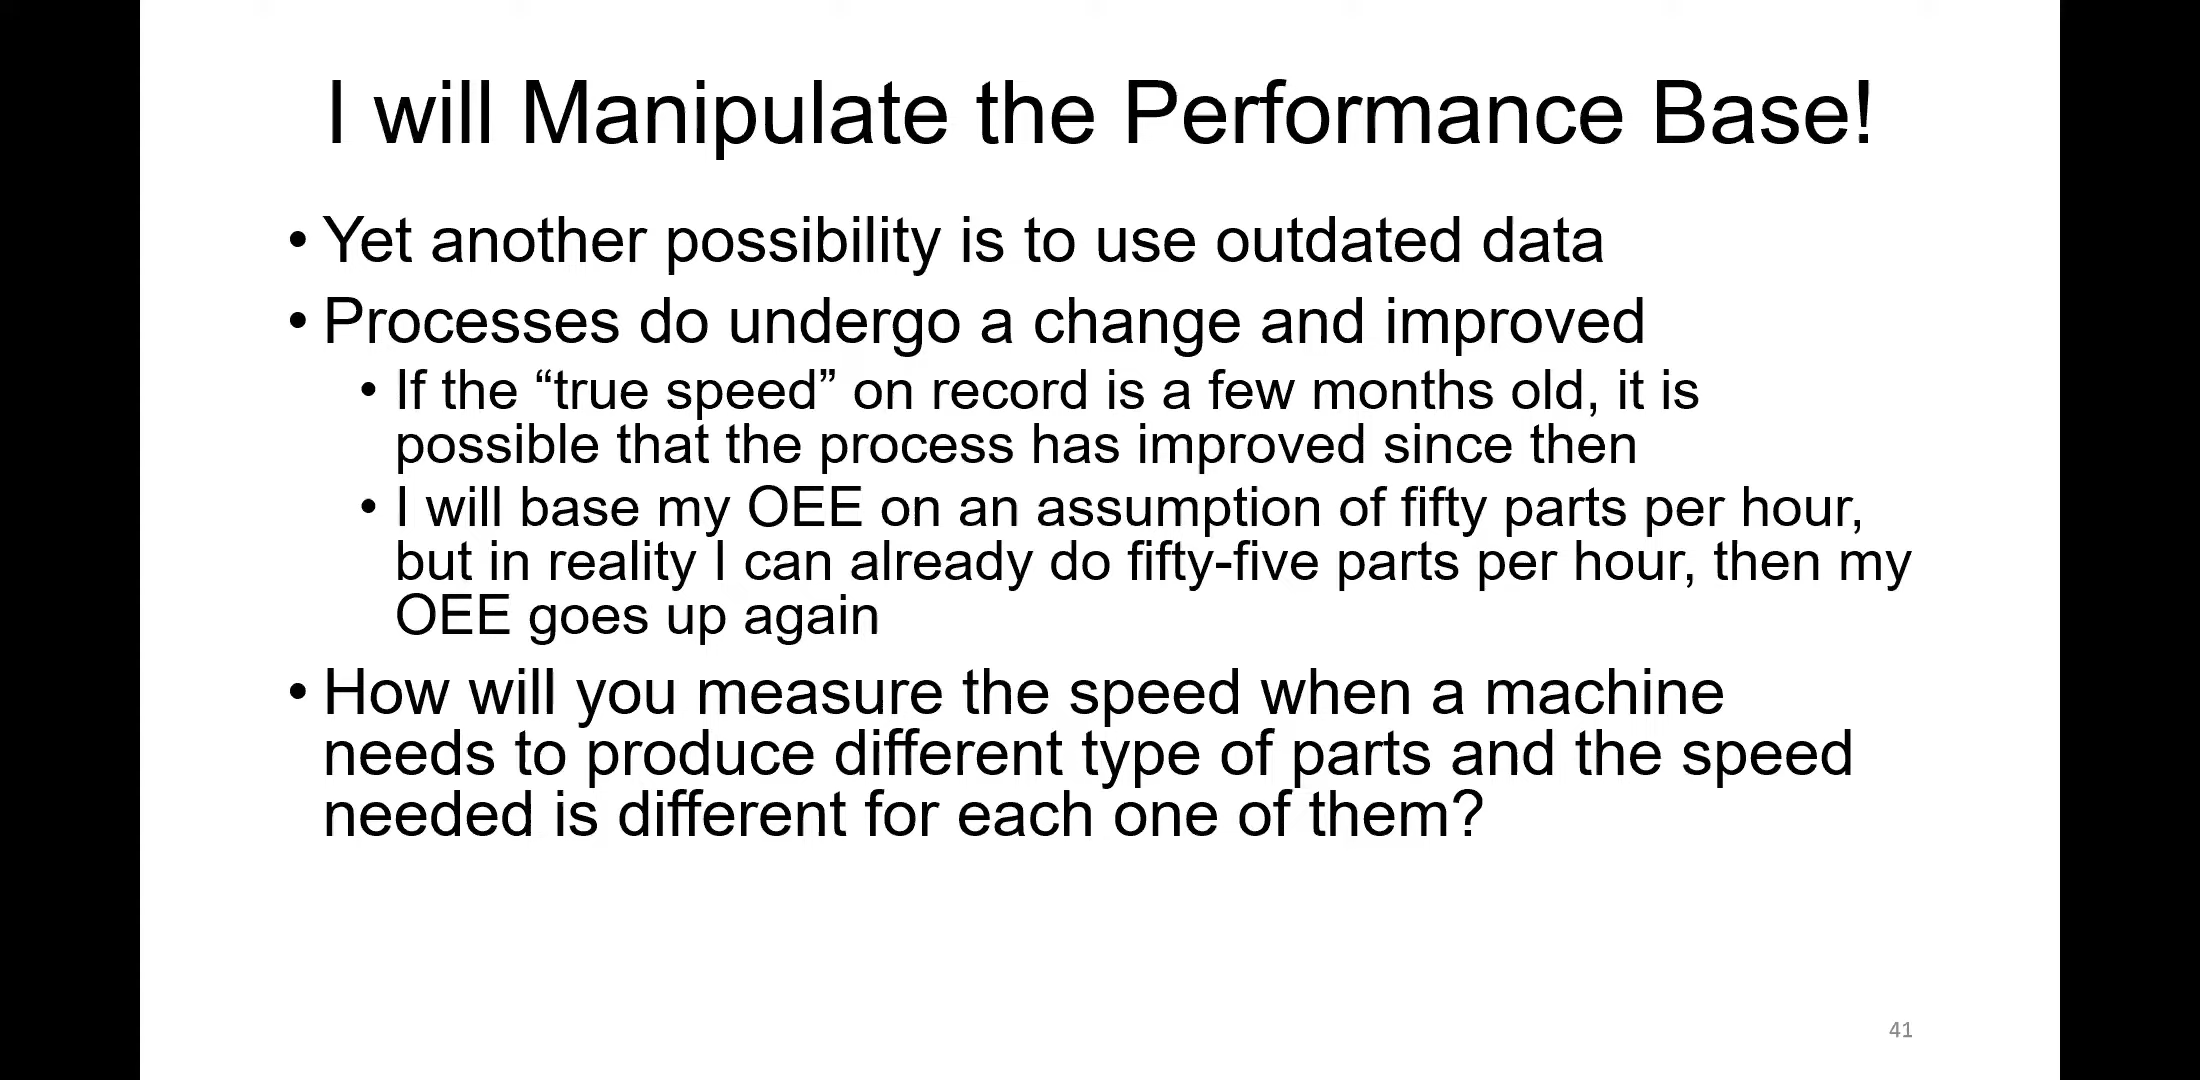 I will Manipulate the Performance Base!
• Yet another possibility is to use outdated data
• Processes do undergo a change and improved
• If the “true speed” on record is a few months old, it is
possible that the process has improved since then
• I will base my OEE on an assumption of fifty parts per hour,
but in reality I can already do fifty-five parts per hour, then my
OEE goes up again
• How will you measure the speed when a machine
needs to produce different type of parts and the speed
needed is different for each one of them?
41